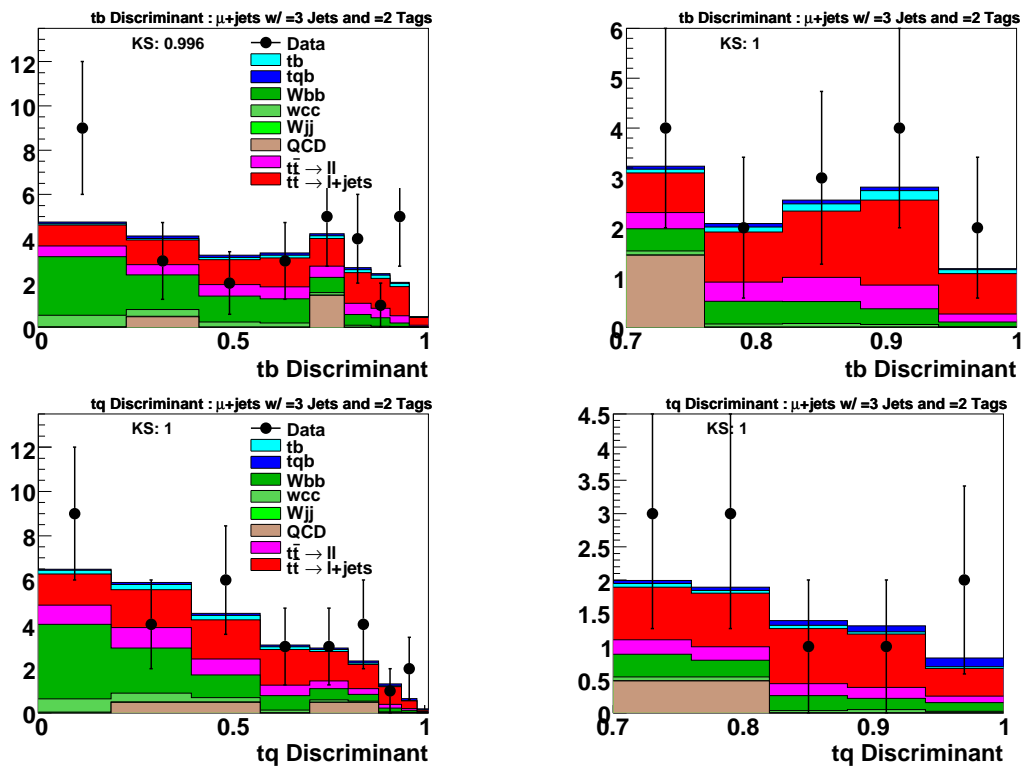 tb Discriminant : μ+jets w/ =3 Jets and =2 Tags
KS: 0.996
Data
tb
tqb
Wbb
wcc
Wjj
QCD
tt̄ → ll
tt̄ → l+jets
12
10
8
6
4
2
0
0 0.5 1
tb Discriminant
tb Discriminant : μ+jets w/ =3 Jets and =2 Tags
KS: 1
6
5
4
3
2
1
0
0.7 0.8 0.9 1
tb Discriminant
tq Discriminant : μ+jets w/ =3 Jets and =2 Tags
KS: 1
Data
tb
tqb
Wbb
wcc
Wjj
QCD
tt̄ → ll
tt̄ → l+jets
12
10
8
6
4
2
0
0 0.5 1
tq Discriminant
tq Discriminant : μ+jets w/ =3 Jets and =2 Tags
KS: 1
4.5
4
3.5
3
2.5
2
1.5
1
0.5
0
0.7 0.8 0.9 1
tq Discriminant